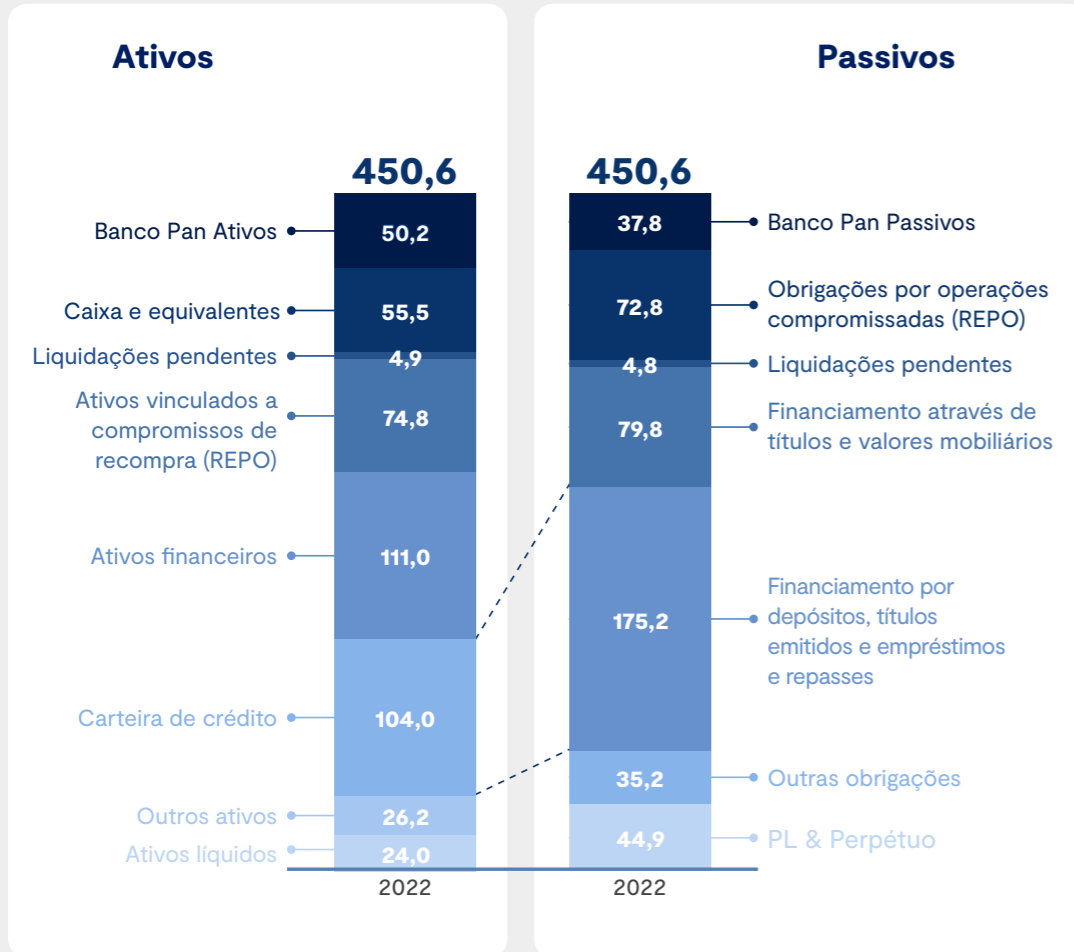 Ativos
450,6
Banco Pan Ativos
50,2
Caixa e equivalentes
55,5
Liquidações pendentes
4,9
Ativos vinculados a
compromissos de
recompra (REPO)
74,8
Ativos financeiros
111,0
Carteira de crédito
104,0
Outros ativos
26,2
Ativos líquidos
24,0
2022
Passivos
450,6
37,8
Banco Pan Passivos
72,8
Obrigações por operações
compromissadas (REPO)
4,8
Liquidações pendentes
79,8
Financiamento através de
títulos e valores mobiliários
175,2
Financiamento por
depósitos, títulos
emitidos e empréstimos
e repasses
35,2
Outras obrigações
44,9
PL & Perpétuo
2022